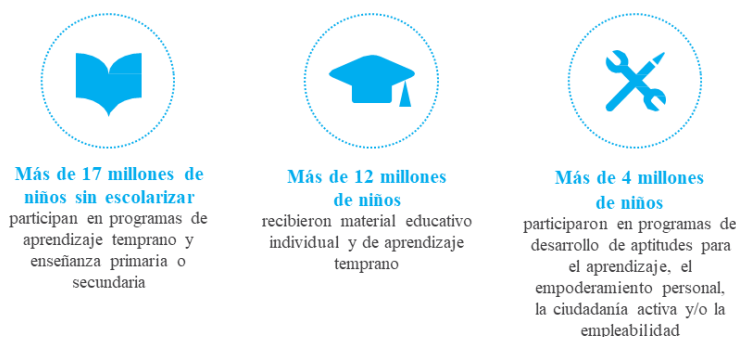 Más de 17 millones de
niños sin escolarizar
participan en programas de
aprendizaje temprano y
enseñanza primaria o
secundaria
Más de 12 millones
de niños
recibieron material educativo
individual y de aprendizaje
temprano
Más de 4 millones
de niños
participaron en programas de
desarrollo de aptitudes para
el aprendizaje, el
empoderamiento personal,
la ciudadanía activa y/o la
empleabilidad